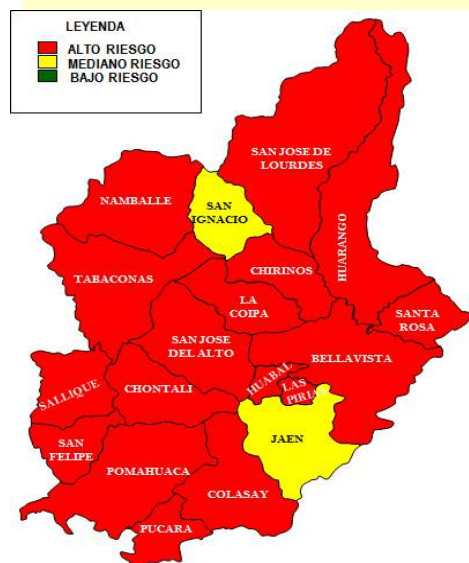 LEYENDA
ALTO RIESGO
MEDIANO RIESGO
BAJO RIESGO
SAN JOSE DE
LOURDES
NAMBALLE
SAN
IGNACIO
HUARANGO
TABACONAS
CHIRINOS
LA
COIPA
SANTA
ROSA
SAN JOSE
DEL ALTO
BELLAVISTA
HUABAL
LAS
PIRIA
SALLIQUE
CHONTALI
SAN
FELIPE
JAEN
POMAHUACA
COLASAY
PUCARA